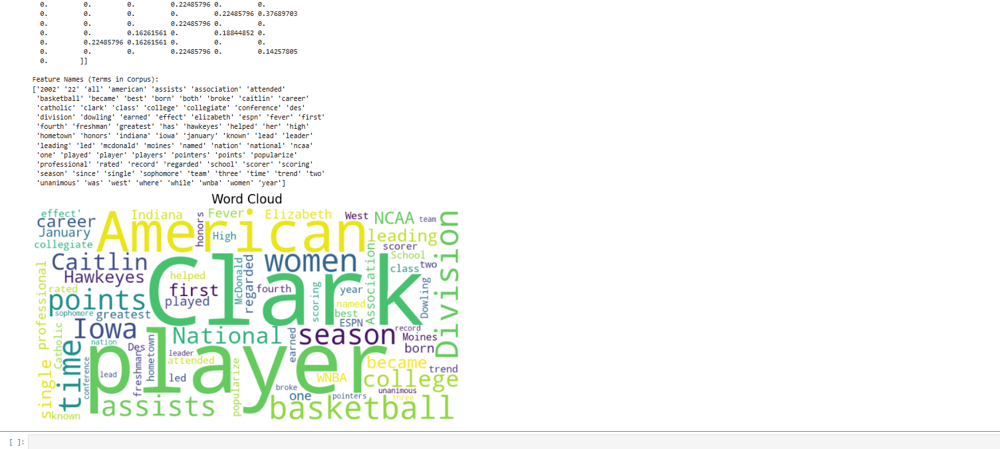 0. 0. 0. 0.22485796 0. 0.
0. 0. 0. 0. 0.22485796 0.37689703
0. 0. 0. 0.22485796 0. 0.
0. 0. 0.16261561 0. 0.18844852 0.
0. 0.22485796 0.16261561 0. 0. 0.
0. 0. 0. 0.22485796 0. 0.14257805
0. ]]
Feature Names (Terms in Corpus):
['2002' '22' 'all' 'american' 'assists' 'association' 'attended'
'basketball' 'became' 'best' 'born' 'both' 'broke' 'caitlin' 'career'
'catholic' 'clark' 'class' 'college' 'collegiate' 'conference' 'des'
'division' 'dowling' 'earned' 'effect' 'elizabeth' 'espn' 'fever' 'first'
'fourth' 'freshman' 'greatest' 'has' 'hawkeyes' 'helped' 'her' 'high'
'hometown' 'honors' 'indiana' 'iowa' 'january' 'known' 'lead' 'leader'
'leading' 'led' 'mcdonald' 'moines' 'named' 'nation' 'national' 'ncaa'
'one' 'played' 'player' 'players' 'pointers' 'points' 'popularize'
'professional' 'rated' 'record' 'regarded' 'school' 'scorer' 'scoring'
'season' 'since' 'single' 'sophomore' 'team' 'three' 'time' 'trend' 'two'
'unanimous' 'was' 'west' 'where' 'while' 'wnba' 'women' 'year']
Word Cloud
effect'
Indiana
Fever
Elizabeth
West
NCAA
team
career
American
honors
January
High
leading
collegiate
scorer
Division
Caitlin
women
School
class
two
Hawkeyes
Clark
helped
McDonald
regarded
first
fourth
scoring
year
Association
Dowling
professional
rated
points
played
named
sophomore
greatest
best
ESPN
Iowa
National
season
record
Catholic
nation
Des
hometown
earned
Moines
born
time
player
leader
attended
became
trend
single
conference
lead
freshman
led
popularize
WNBA
college
broke
unanimous
assists
one
pointers
three
basketball
known
[ ]: